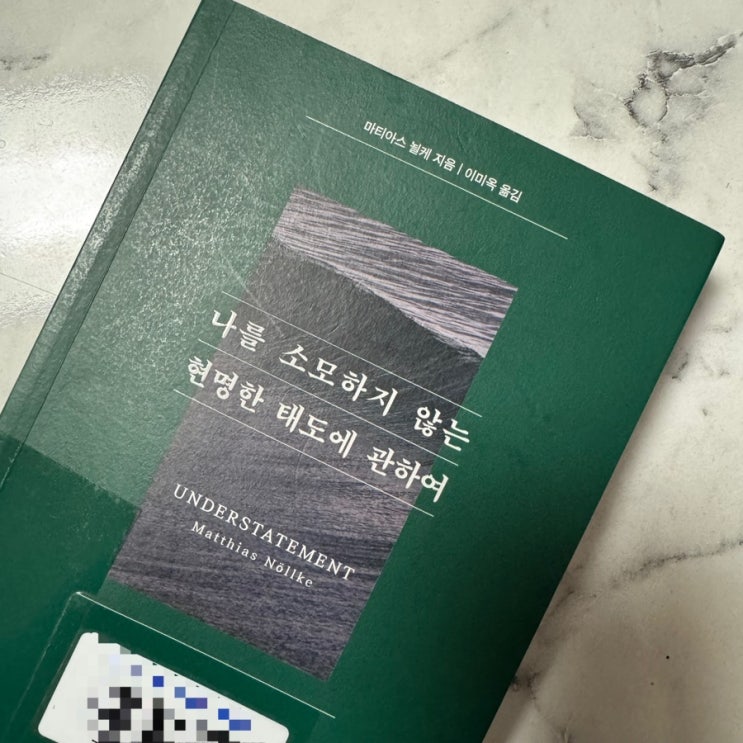 마티아스 뇔케 지음 | 이미옥 옮김
나를 소모하지 않는
현명한 태도에 관하여
UNDERSTATEMENT
Matthias Nöllke